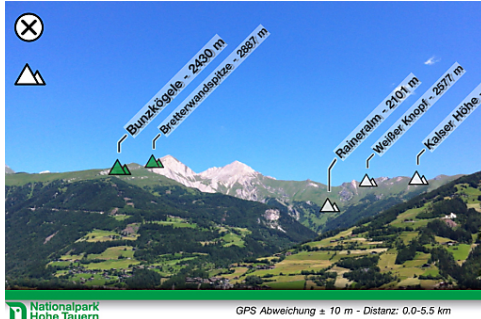 Bunzkögele - 2430 m
Bretterwandspitze - 2887 m
Raineralm - 2101 m
Weißer Knopf - 2577 m
Kalser Höhe -
Nationalpark
Hohe Tauern
GPS Abweichung ± 10 m - Distanz: 0.0-5.5 km